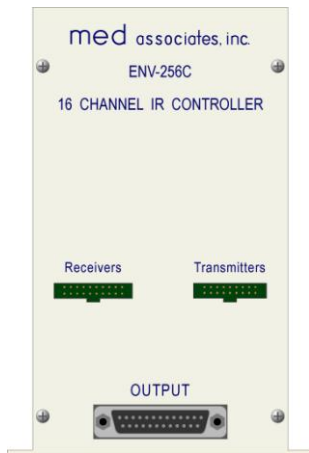 med associates, inc.
ENV-256C
16 CHANNEL IR CONTROLLER
Receivers Transmitters
OUTPUT